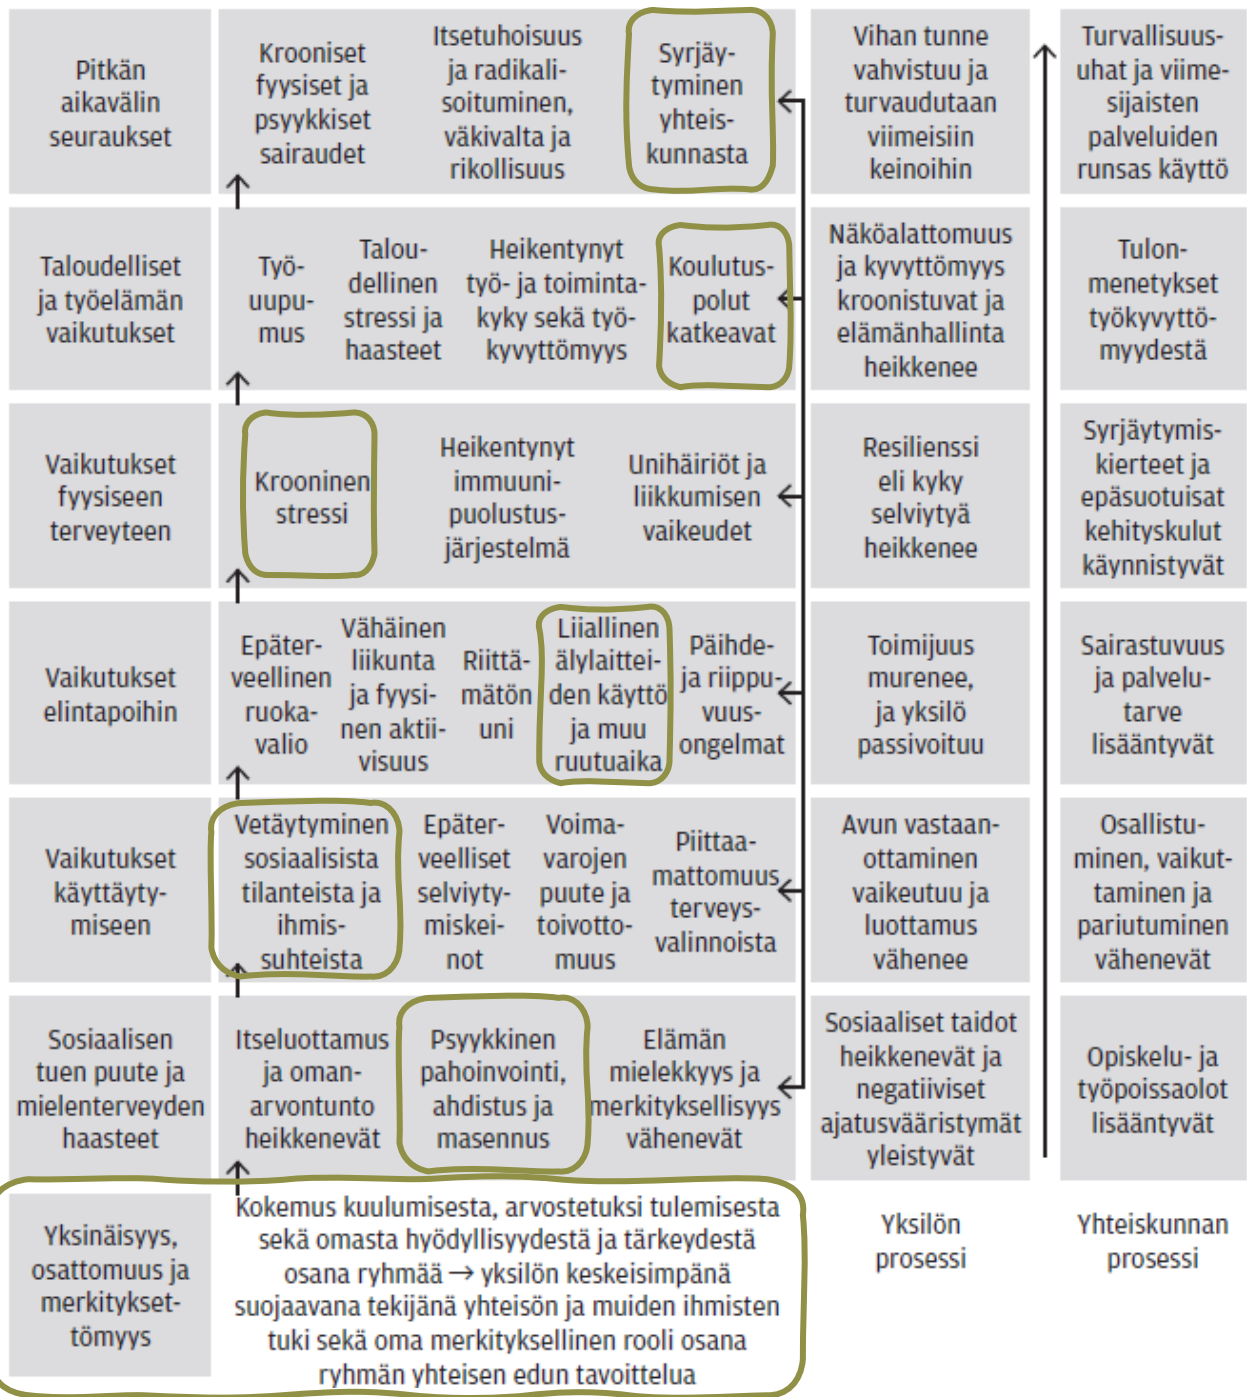 Pitkän
aikavälin
seuraukset
Krooniset
fyysiset ja
psyykkiset
sairaudet
Itsetuhoisuus
ja radikali-
soituminen,
väkivalta ja
rikollisuus
Syrjäy-
tyminen
yhteis-
kunnasta
Vihan tunne
vahvistuu ja
turvaudutaan
viimeisiin
keinoihin
Turvallisuus-
uhat ja viime-
sijaisten
palveluiden
runsas käyttö
Taloudelliset
ja työelämän
vaikutukset
Työ-
uupu-
mus
Talou-
dellinen
stressi ja
haasteet
Heikentynyt
työ- ja toiminta-
kyky sekä työ-
kyvyttömyys
Koulutus-
polut
katkeavat
Näköalattomuus
ja kyvyttömyys
kroonistuvat ja
elämänhallinta
heikkenee
Tulon-
menetykset
työkyvyttö-
myydestä
Vaikutukset
fyysiseen
terveyteen
Krooninen
stressi
Heikentynyt
immuuni-
puolustus-
järjestelmä
Unihäiriöt ja
liikkumisen
vaikeudet
Resilienssi
eli kyky
selviytyä
heikkenee
Syrjäytymis-
kierteet ja
epäsuotuisat
kehityskulut
käynnistyvät
Vaikutukset
elintapoihin
Epäter-
veellinen
ruoka-
valio
Vähäinen
liikunta
ja fyysi-
nen aktii-
visuus
Riittä-
mätön
uni
Liiallinen
älylaittei-
den käyttö
ja muu
ruutuaika
Päihde-
ja riippu-
vuus-
ongelmat
Toimijuus
murenee,
ja yksilö
passivoituu
Sairastuvuus
ja palvelu-
tarve
lisääntyvät
Vaikutukset
käyttäyty-
miseen
Vetäytyminen
sosiaalisista
tilanteista ja
ihmis-
suhteista
Epäter-
veelliset
selviyty-
miskei-
not
Voima-
varojen
puute ja
toivotto-
muus
Piittaa-
mattomuus
terveys-
valinnoista
Avun vastaan-
ottaminen
vaikeutuu ja
luottamus
vähenee
Osallistu-
minen, vaikut-
taminen ja
pariutuminen
vähenevät
Sosiaalisen
tuen puute ja
mielenterveyden
haasteet
Itseluottamus
ja oman-
arvontunto
heikkenevät
Psyykkinen
pahoinvointi,
ahdistus ja
masennus
Elämän
mielekkyys ja
merkityksellisyys
vähenevät
Sosiaaliset taidot
heikkenevät ja
negatiiviset
ajatusvääristymät
yleistyvät
Opiskelu- ja
työpoissaolot
lisääntyvät
Yksinäisyys,
osattomuus ja
merkitykset-
tömyys
Kokemus kuulumisesta, arvostetuksi tulemisesta
sekä omasta hyödyllisyydestä ja tärkeydestä
osana ryhmää → yksilön keskeisimpänä
suojaavana tekijänä yhteisön ja muiden ihmisten
tuki sekä oma merkityksellinen rooli osana
ryhmän yhteisen edun tavoittelua
Yksilön
prosessi
Yhteiskunnan
prosessi